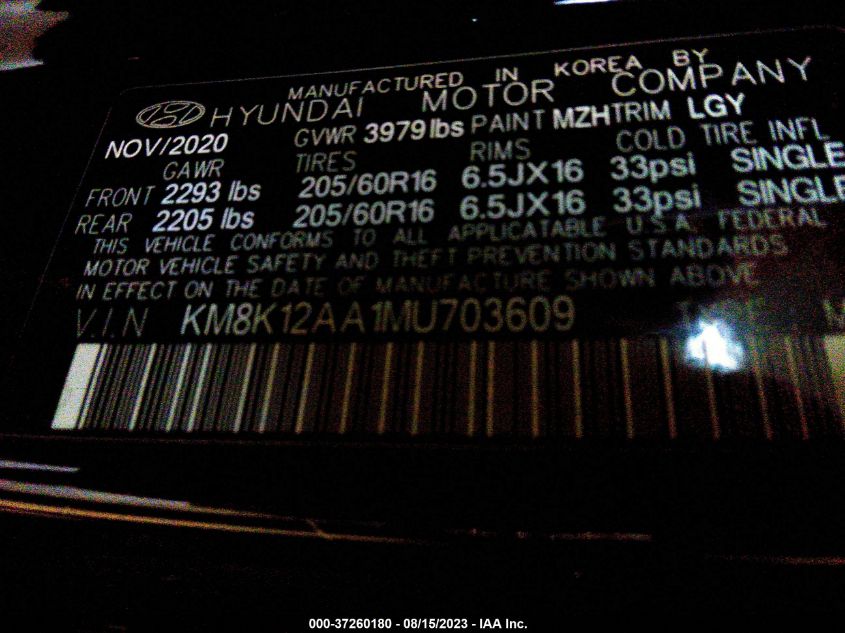 MANUFACTURED IN KOREA BY
HYUNDAI MOTOR COMPANY
NOV/2020 GVWR 3979 lbs PAINT MZH TRIM LGY
GAWR TIRES RIMS COLD TIRE INFL
FRONT 2293 lbs 205/60R16 6.5JX16 33psi SINGLE
REAR 2205 lbs 205/60R16 6.5JX16 33psi SINGLE
THIS VEHICLE CONFORMS TO ALL APPLICATABLE U.S.A. FEDERAL
MOTOR VEHICLE SAFETY AND THEFT PREVENTION STANDARDS
IN EFFECT ON THE DATE OF MANUFACTURE SHOWN ABOVE
V.I.N KM8K12AA1MU703609
000-37260180 - 08/15/2023 - IAA Inc.